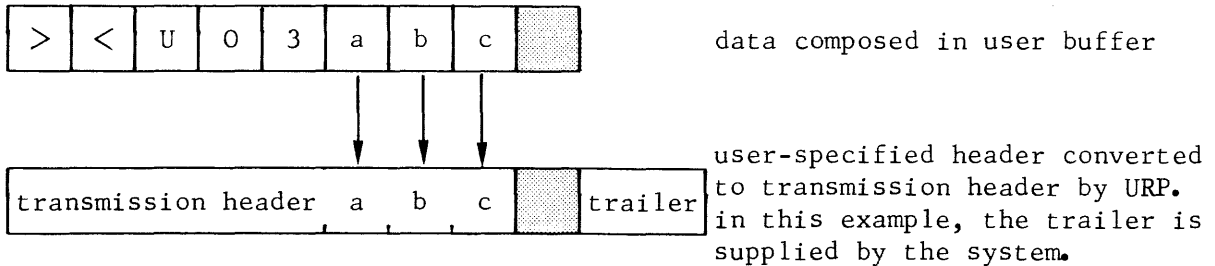 > < U O 3 a b c
data composed in user buffer
transmission header a b c trailer
user-specified header converted
to transmission header by URP.
in this example, the trailer is
supplied by the system.